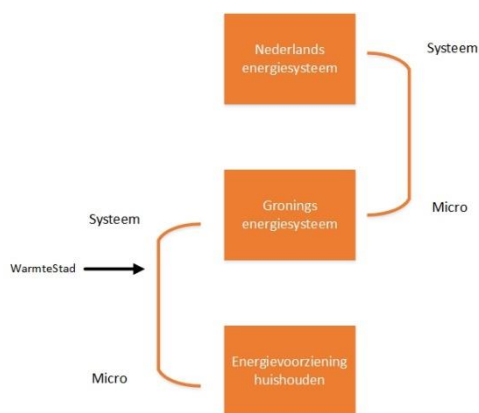 Nederlands
energiesysteem
Systeem
Gronings
energiesysteem
Micro
Systeem
WarmteStad
Energievoorziening
huishouden
Micro